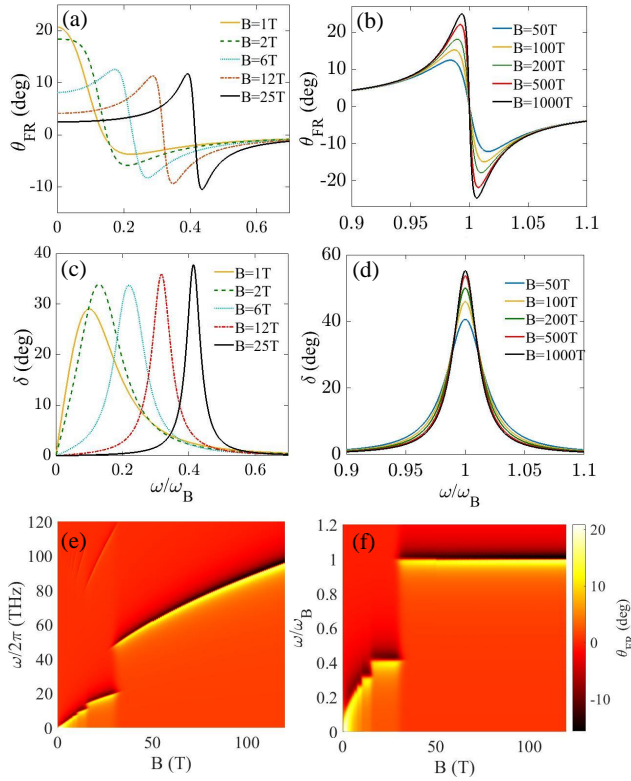 (a)
B=1T
B=2T
B=6T
B=12T
B=25T
θFR (deg)
20
10
0
-10
0 0.2 0.4 0.6
(b)
B=50T
B=100T
B=200T
B=500T
B=1000T
θFR (deg)
20
10
0
-10
-20
0.9 0.95 1 1.05 1.1
(c)
B=1T
B=2T
B=6T
B=12T
B=25T
δ (deg)
40
30
20
10
0
0 0.2 0.4 0.6
ω/ωB
(d)
B=50T
B=100T
B=200T
B=500T
B=1000T
δ (deg)
60
40
20
0
0.9 0.95 1 1.05 1.1
ω/ωB
(e)
ω/2π (THz)
120
100
80
60
40
20
0
0 50 100
B (T)
(f)
ω/ωB
1.2
1
0.8
0.6
0.4
0.2
0
0 50 100
B (T)
20
10
0
-10
θFR (deg)